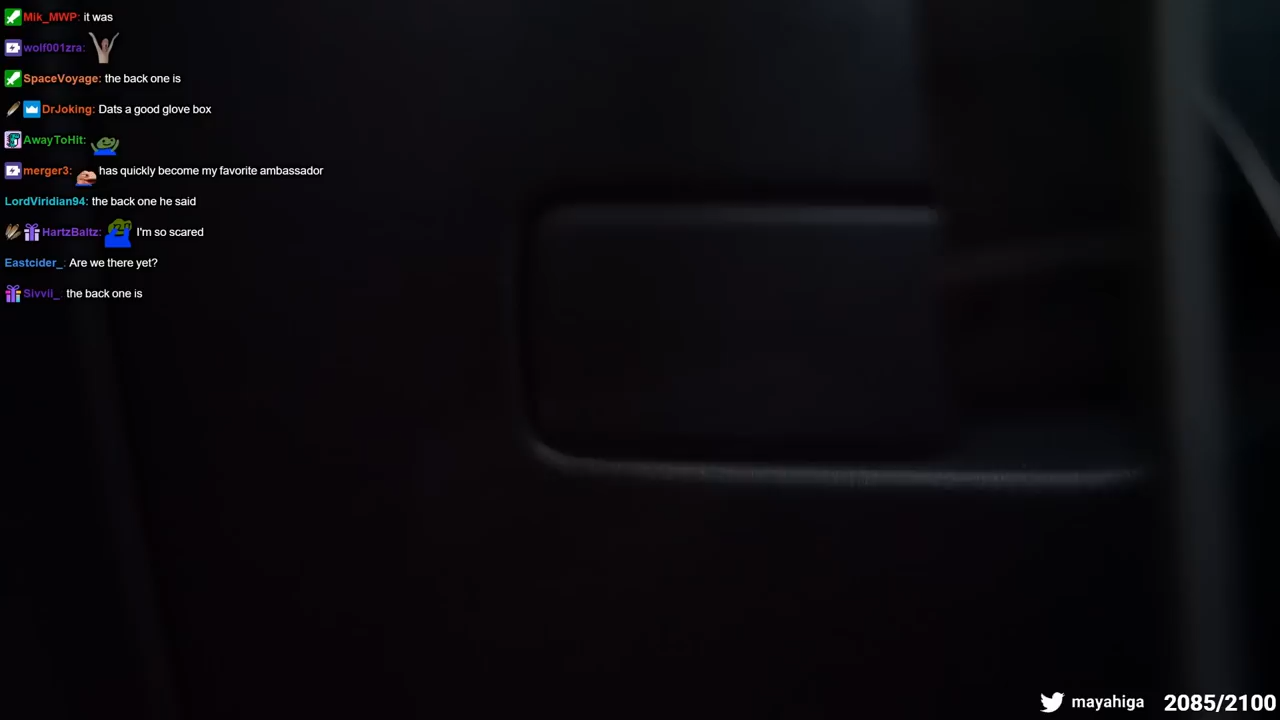 Mik_MWP: it was
wolf001zra:
SpaceVoyage: the back one is
DrJoking: Dats a good glove box
AwayToHit:
merger3: has quickly become my favorite ambassador
LordViridian94: the back one he said
HartzBaltz: I'm so scared
Eastcider_: Are we there yet?
Sivvii_: the back one is
mayahiga 2085/2100